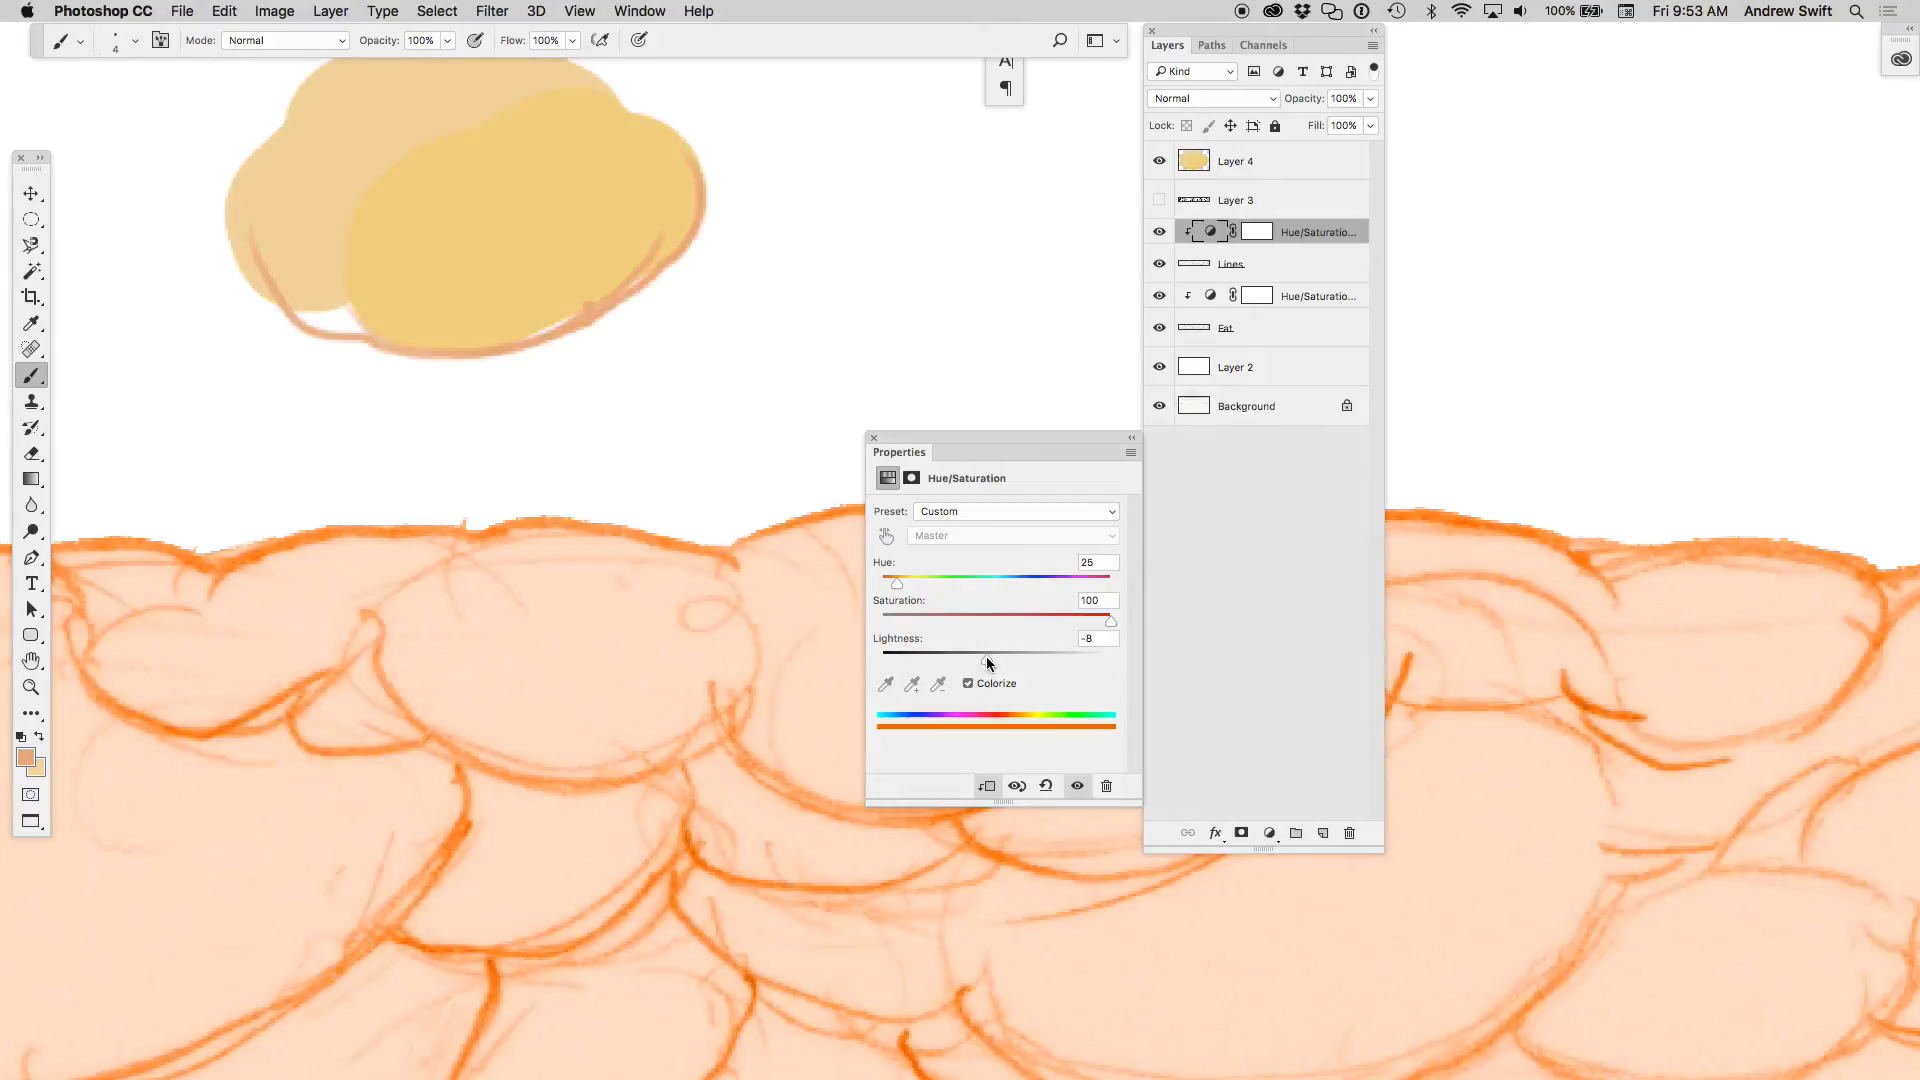 Photoshop CC File Edit Image Layer Type Select Filter 3D View Window Help 100% Fri 9:53 AM Andrew Swift
4 Mode: Normal Opacity: 100% Flow: 100%
A
¶
Layers Paths Channels
Kind
Normal Opacity: 100%
Lock: Fill: 100%
Layer 4
Layer 3
Hue/Saturatio...
Lines
Hue/Saturatio...
Fat
Layer 2
Background
fx
Properties
Hue/Saturation
Preset: Custom
Master
Hue: 25
Saturation: 100
Lightness: -8
Colorize
T